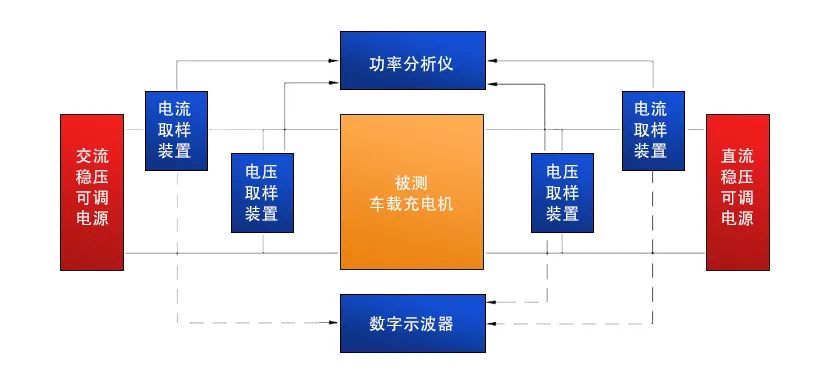 功率分析仪
电流
取样
装置
电流
取样
装置
交流
稳压
可调
电源
电压
取样
装置
被测
车载充电机
电压
取样
装置
直流
稳压
可调
电源
数字示波器